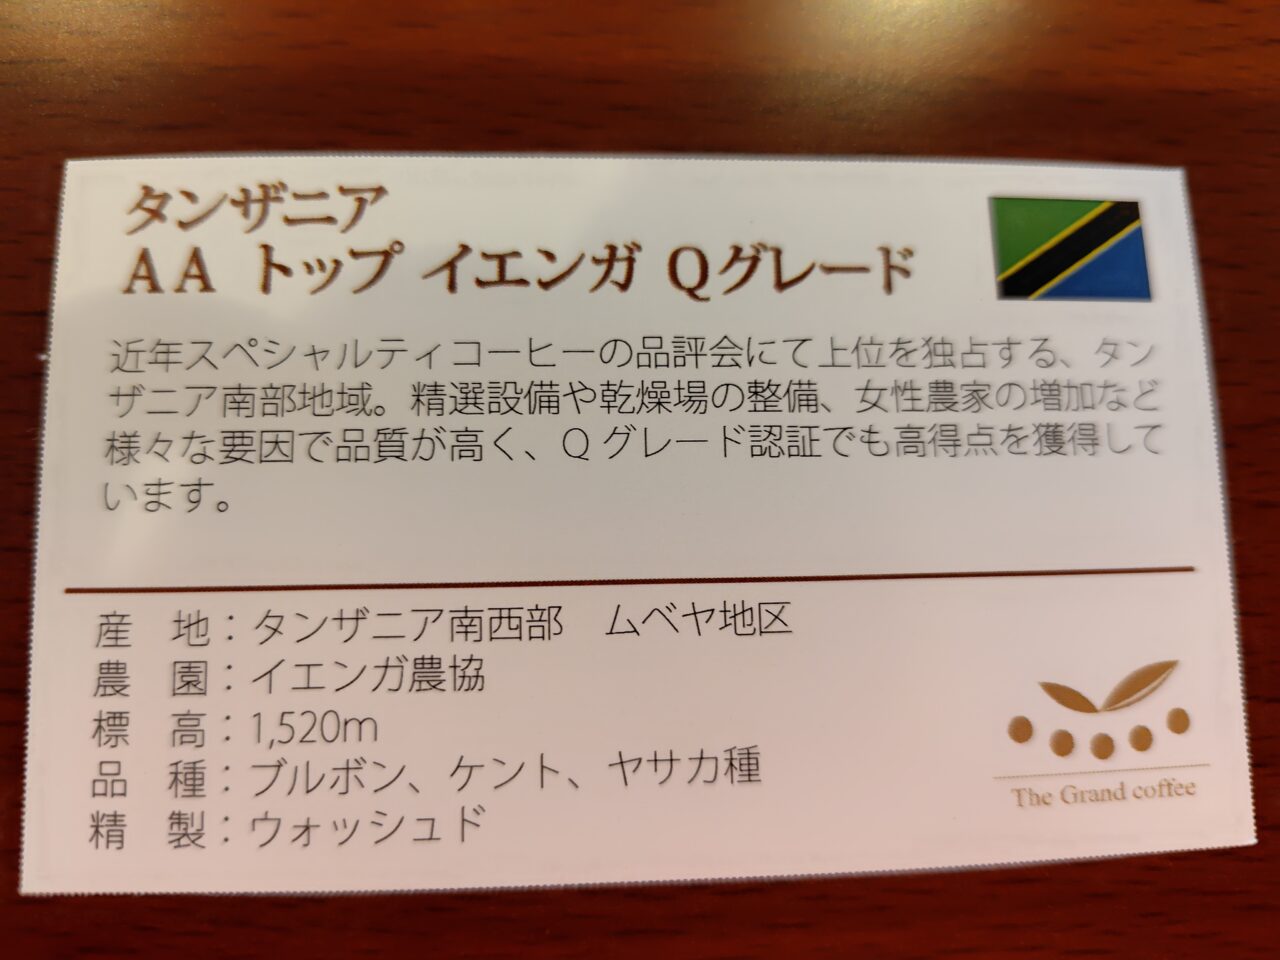 タンザニア
AA トップ イエンガ Qグレード
近年スペシャルティコーヒーの品評会にて上位を独占する、タン
ザニア南部地域。精選設備や乾燥場の整備、女性農家の増加など
様々な要因で品質が高く、Qグレード認証でも高得点を獲得して
います。
産　地：タンザニア南西部　ムベヤ地区
農　園：イエンガ農協
標　高：1,520m
品　種：ブルボン、ケント、ヤサカ種
精　製：ウォッシュド
The Grand coffee